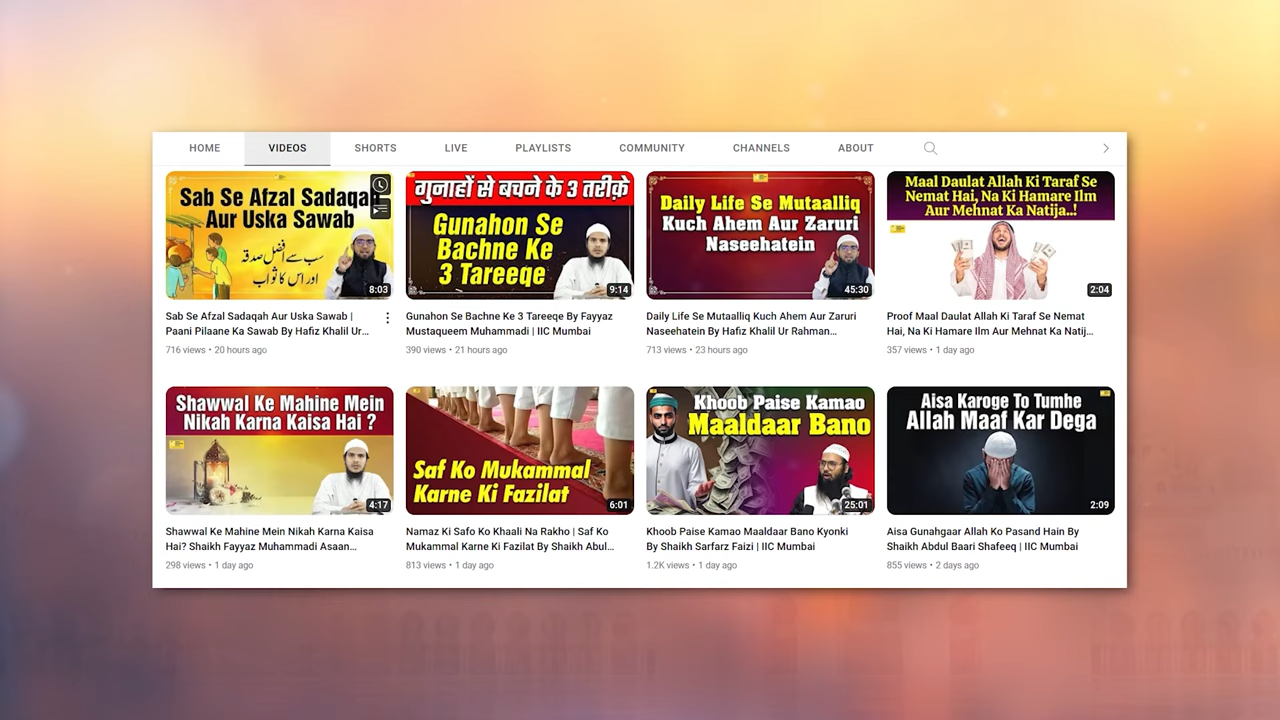 HOME
VIDEOS
SHORTS
LIVE
PLAYLISTS
COMMUNITY
CHANNELS
ABOUT
Sab Se Afzal Sadaqah
Aur Uska Sawab
سب سے افضل صدقہ
اور اس کا ثواب
8:03
Sab Se Afzal Sadaqah Aur Uska Sawab |
Paani Pilaane Ka Sawab By Hafiz Khalil Ur...
716 views • 20 hours ago
गुनाहों से बचने के 3 तरीक़े
Gunahon Se
Bachne Ke
3 Tareeqe
9:14
Gunahon Se Bachne Ke 3 Tareeqe By Fayyaz
Mustaqueem Muhammadi | IIC Mumbai
390 views • 21 hours ago
Daily Life Se Mutaalliq
Kuch Ahem Aur Zaruri
Naseehatein
45:30
Daily Life Se Mutaalliq Kuch Ahem Aur Zaruri
Naseehatein By Hafiz Khalil Ur Rahman...
713 views • 23 hours ago
Maal Daulat Allah Ki Taraf Se
Nemat Hai, Na Ki Hamare Ilm
Aur Mehnat Ka Natija..!
2:04
Proof Maal Daulat Allah Ki Taraf Se Nemat
Hai, Na Ki Hamare Ilm Aur Mehnat Ka Natij...
357 views • 1 day ago
Shawwal Ke Mahine Mein
Nikah Karna Kaisa Hai ?
4:17
Shawwal Ke Mahine Mein Nikah Karna Kaisa
Hai? Shaikh Fayyaz Muhammadi Asaan...
298 views • 1 day ago
Saf Ko Mukammal
Karne Ki Fazilat
6:01
Namaz Ki Safo Ko Khaali Na Rakho | Saf Ko
Mukammal Karne Ki Fazilat By Shaikh Abul...
813 views • 1 day ago
Khoob Paise Kamao
Maaldaar Bano
25:01
Khoob Paise Kamao Maaldaar Bano Kyonki
By Shaikh Sarfarz Faizi | IIC Mumbai
1.2K views • 1 day ago
Aisa Karoge To Tumhe
Allah Maaf Kar Dega
2:09
Aisa Gunahgaar Allah Ko Pasand Hain By
Shaikh Abdul Baari Shafeeq | IIC Mumbai
855 views • 2 days ago